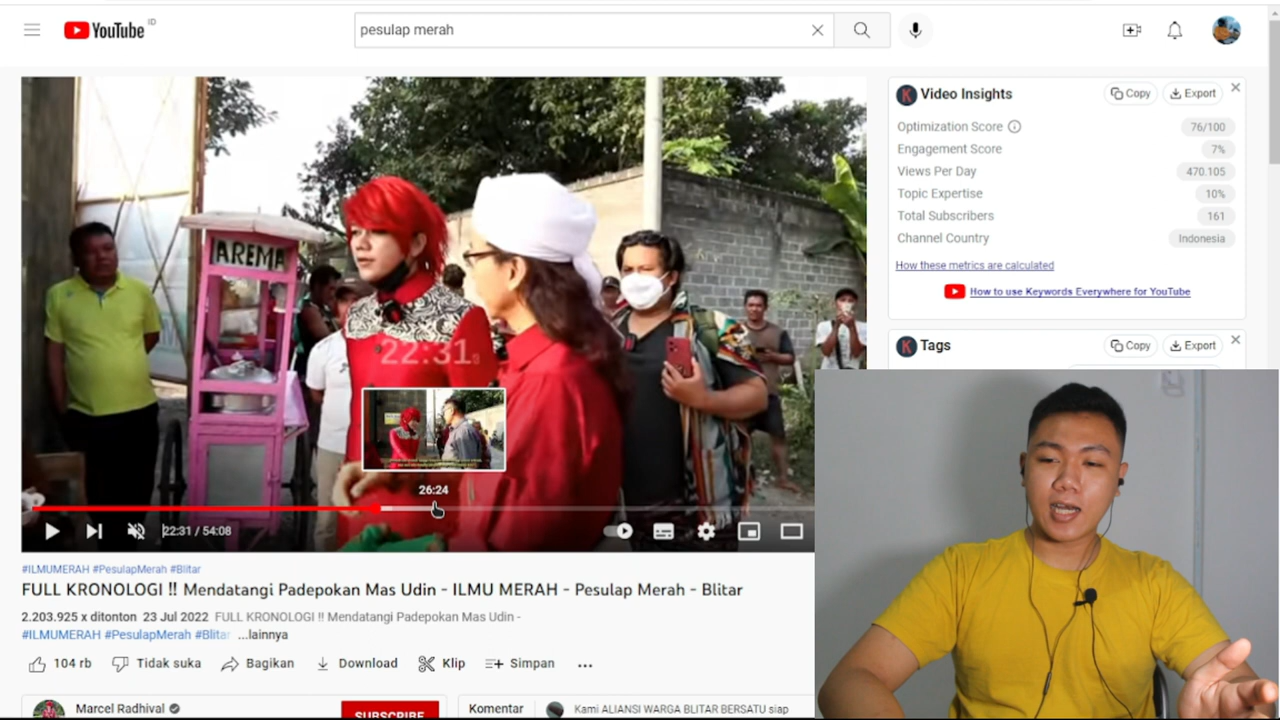 YouTube ID
pesulap merah
AREMA
22:31
26:24
22:31 / 54:08
#ILMUMERAH #PesulapMerah #Blitar
FULL KRONOLOGI !! Mendatangi Padepokan Mas Udin - ILMU MERAH - Pesulap Merah - Blitar
2.203.925 x ditonton 23 Jul 2022 FULL KRONOLOGI !! Mendatangi Padepokan Mas Udin -
#ILMUMERAH #PesulapMerah #Blitar ...lainnya
104 rb Tidak suka Bagikan Download Klip Simpan ...
Marcel Radhival
SUBSCRIBE
Komentar
Kami ALIANSI WARGA BLITAR BERSATU siap
K Video Insights Copy Export
Optimization Score 76/100
Engagement Score 7%
Views Per Day 470.105
Topic Expertise 10%
Total Subscribers 161
Channel Country Indonesia
How these metrics are calculated
How to use Keywords Everywhere for YouTube
K Tags Copy Export